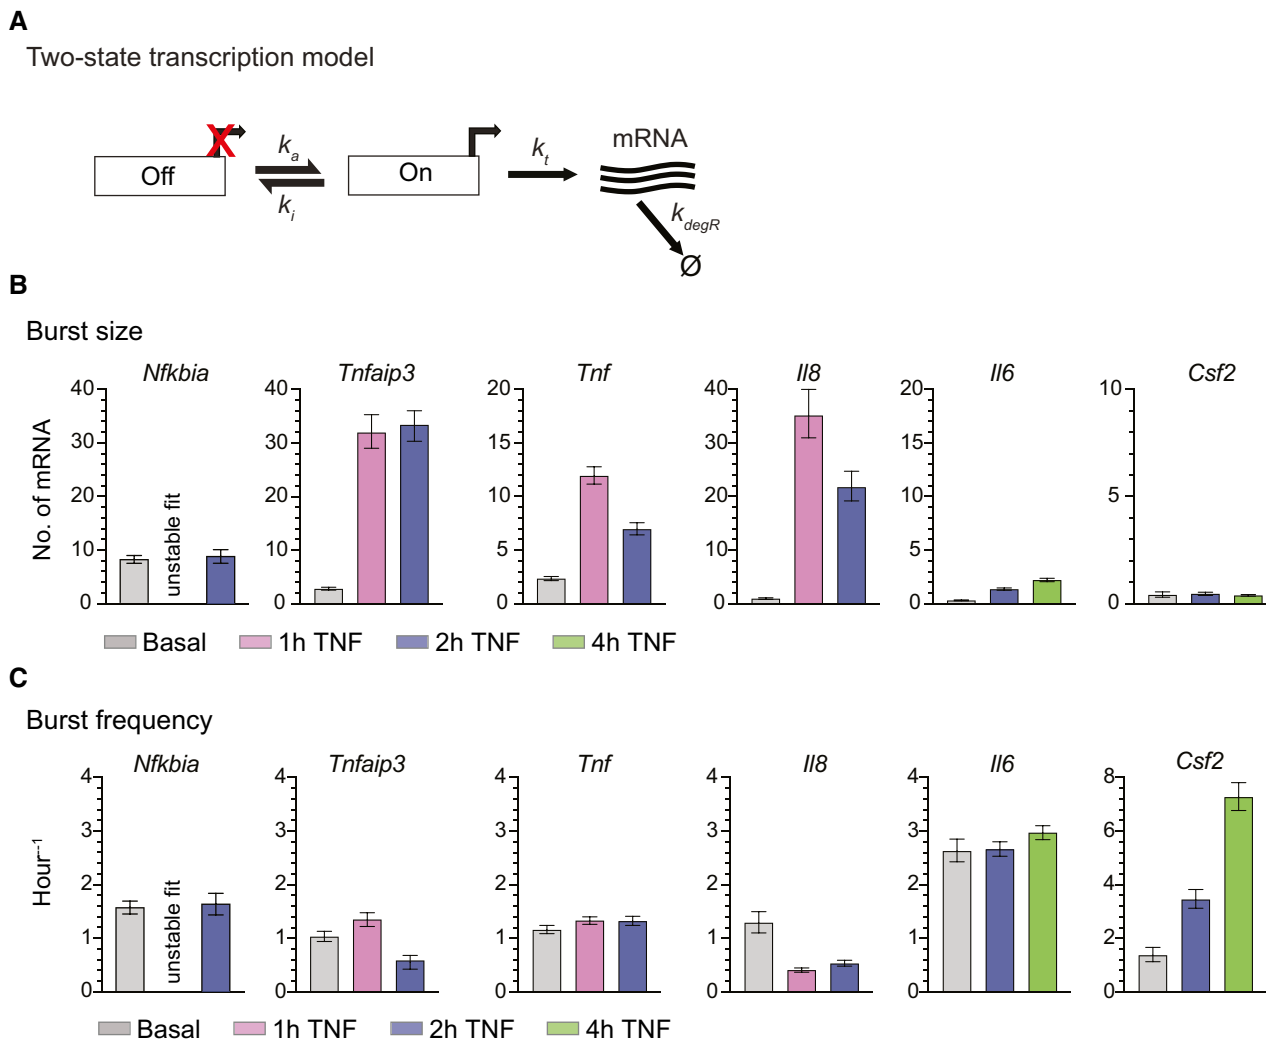 A
Two-state transcription model
Off
k_a
k_i
On
k_t
mRNA
k_degR
Ø
B
Burst size
Nfkbia Tnfaip3 Tnf Il8 Il6 Csf2
No. of mRNA
40 30 20 10 0
unstable fit
40 30 20 10 0
20 15 10 5 0
40 30 20 10 0
20 15 10 5 0
10 5 0
Basal 1h TNF 2h TNF 4h TNF
C
Burst frequency
Nfkbia Tnfaip3 Tnf Il8 Il6 Csf2
Hour⁻⁻¹
4 3 2 1 0
unstable fit
4 3 2 1 0
4 3 2 1 0
4 3 2 1 0
4 3 2 1 0
8 6 4 2 0
Basal 1h TNF 2h TNF 4h TNF